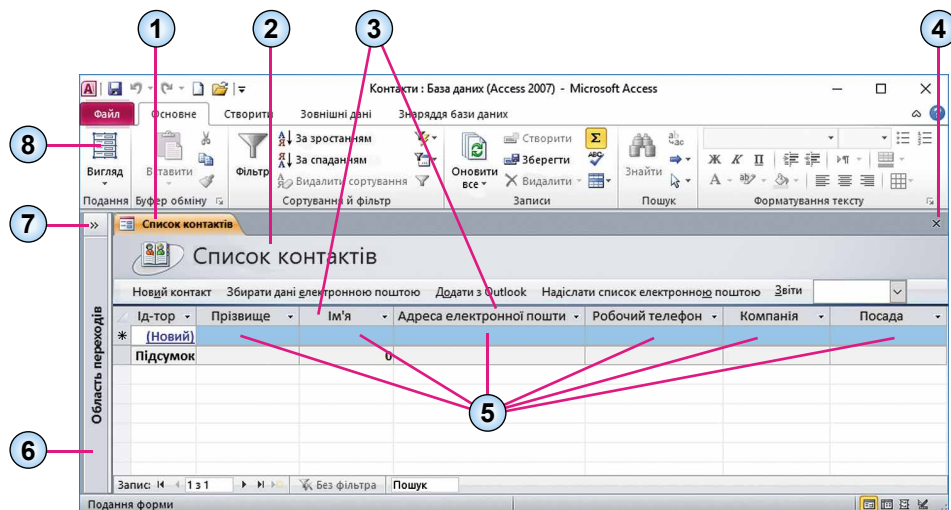 1 2 3 4
Контакти : База даних (Access 2007) - Microsoft Access
Файл Основне Створити Зовнішні дані Знаряддя бази даних
8
Вигляд Вставити Фільтр За зростанням Оновити все Створити Знайти
За спаданням Зберегти Ж К П
Видалити сортування Видалити А
Подання Буфер обміну Сортування й фільтр Записи Пошук Форматування тексту
7 Список контактів
Список контактів
Новий контакт Збирати дані електронною поштою Додати з Outlook Надіслати список електронною поштою Звіти
Ід-тор Прізвище Ім'я Адреса електронної пошти Робочий телефон Компанія Посада
(Новий)
Підсумок 0
Область переходів
5
6
Запис: 1 з 1 Без фільтра Пошук
Подання форми